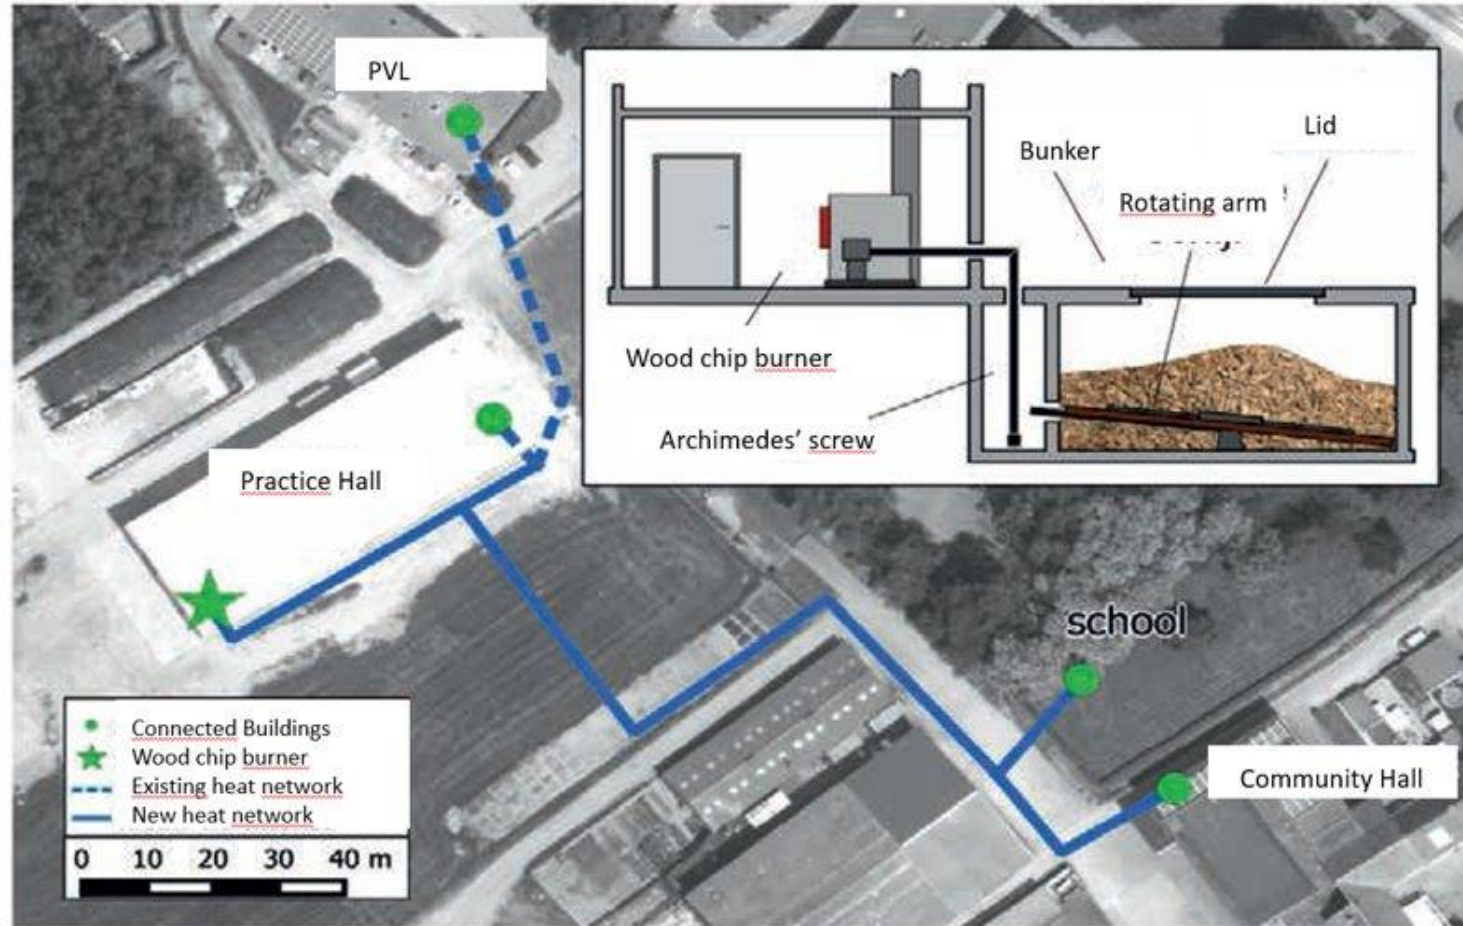 PVL
Lid
Bunker
Rotating arm
Wood chip burner
Archimedes' screw
Practice Hall
school
Community Hall
Connected Buildings
Wood chip burner
Existing heat network
New heat network
0 10 20 30 40 m